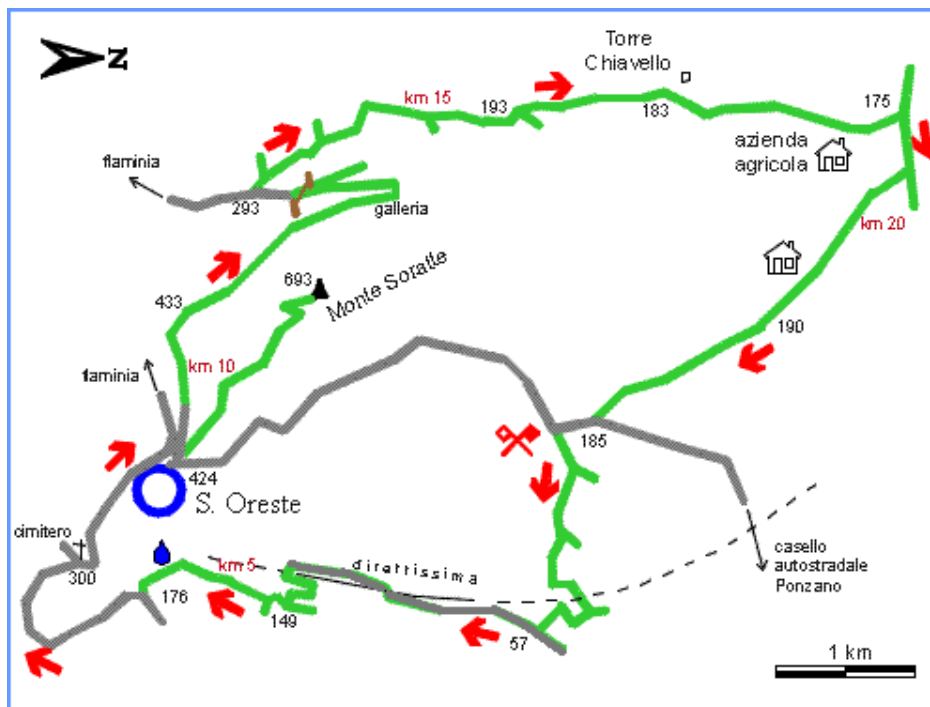 N
Torre
Chiavello
km 15
193
183
175
azienda
agricola
flaminia
293
galleria
km 20
693
Monte Soratte
433
190
km 10
flaminia
185
424
S. Oreste
cimitero
300
km 5
direttissima
casello
autostradale
Ponzano
176
149
57
1 km